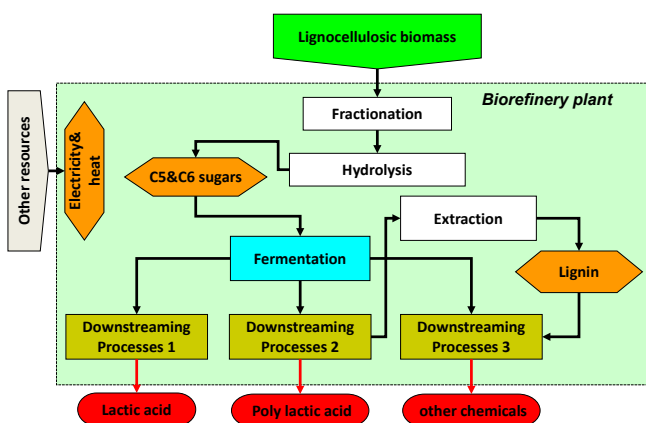 Lignocellulosic biomass
Biorefinery plant
Other resources
Electricity&
heat
Fractionation
Hydrolysis
C5&C6 sugars
Extraction
Fermentation
Lignin
Downstreaming
Processes 1
Downstreaming
Processes 2
Downstreaming
Processes 3
Lactic acid
Poly lactic acid
other chemicals